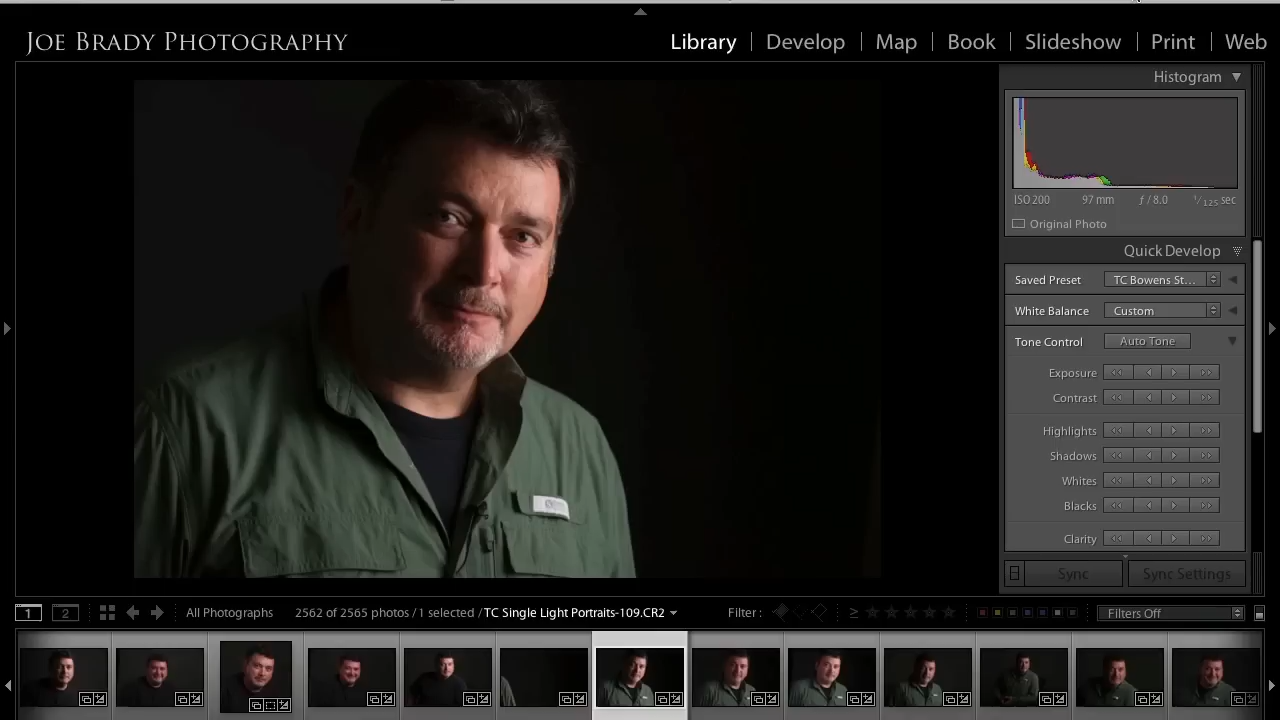 JOE BRADY PHOTOGRAPHY
Library | Develop | Map | Book | Slideshow | Print | Web
Histogram
ISO 200 97 mm ƒ / 8.0 1/125 sec
Original Photo
Quick Develop
Saved Preset TC Bowens St...
White Balance Custom
Tone Control Auto Tone
Exposure
Contrast
Highlights
Shadows
Whites
Blacks
Clarity
Sync Sync Settings
1 2 All Photographs 2562 of 2565 photos / 1 selected / TC Single Light Portraits-109.CR2 Filter : ≥ Filters Off